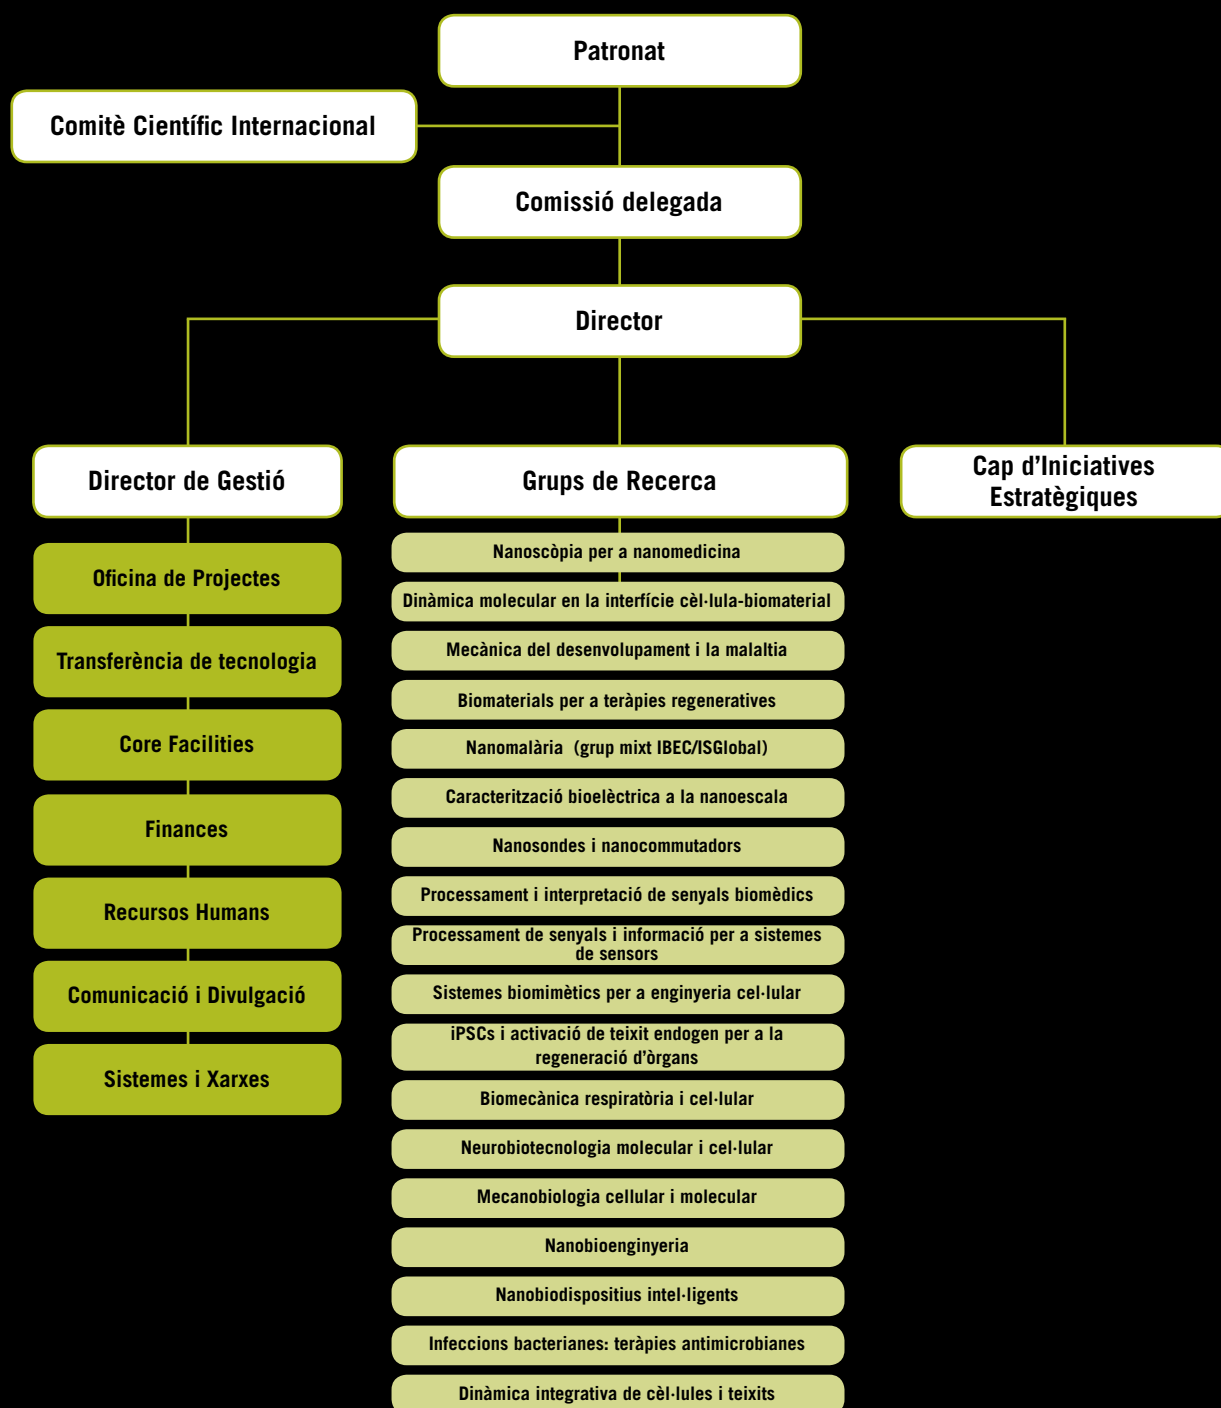 Patronat
Comitè Científic Internacional
Comissió delegada
Director
Director de Gestió
Grups de Recerca
Cap d’Iniciatives
Estratègiques
Oficina de Projectes
Transferència de tecnologia
Core Facilities
Finances
Recursos Humans
Comunicació i Divulgació
Sistemes i Xarxes
Nanoscòpia per a nanomedicina
Dinàmica molecular en la interfície cèl·lula-biomaterial
Mecànica del desenvolupament i la malaltia
Biomaterials per a teràpies regeneratives
Nanomalària (grup mixt IBEC/ISGlobal)
Caracterització bioelèctrica a la nanoescala
Nanosondes i nanocommutadors
Processament i interpretació de senyals biomèdics
Processament de senyals i informació per a sistemes
de sensors
Sistemes biomimètics per a enginyeria cel·lular
iPSCs i activació de teixit endogen per a la
regeneració d’òrgans
Biomecànica respiratòria i cel·lular
Neurobiotecnologia molecular i cel·lular
Mecanobiologia cellular i molecular
Nanobioenginyeria
Nanobiodispositius intel·ligents
Infeccions bacterianes: teràpies antimicrobianes
Dinàmica integrativa de cèl·lules i teixits